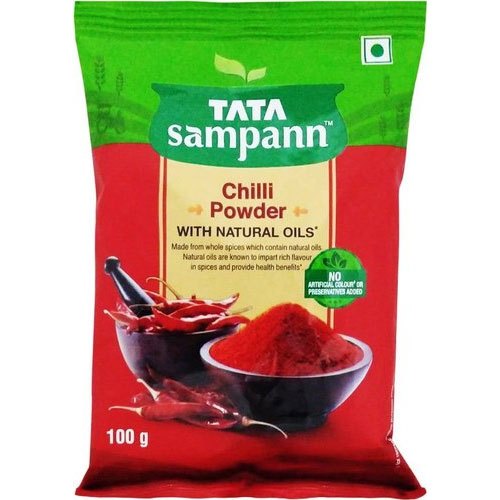 TATA
sampann™
Chilli
Powder
WITH NATURAL OILS*
Made from whole spices which contain natural oils.
Natural oils are known to impart rich flavour
in spices and provide health benefits*.
NO
ARTIFICIAL COLOUR† OR
PRESERVATIVES ADDED
100 g